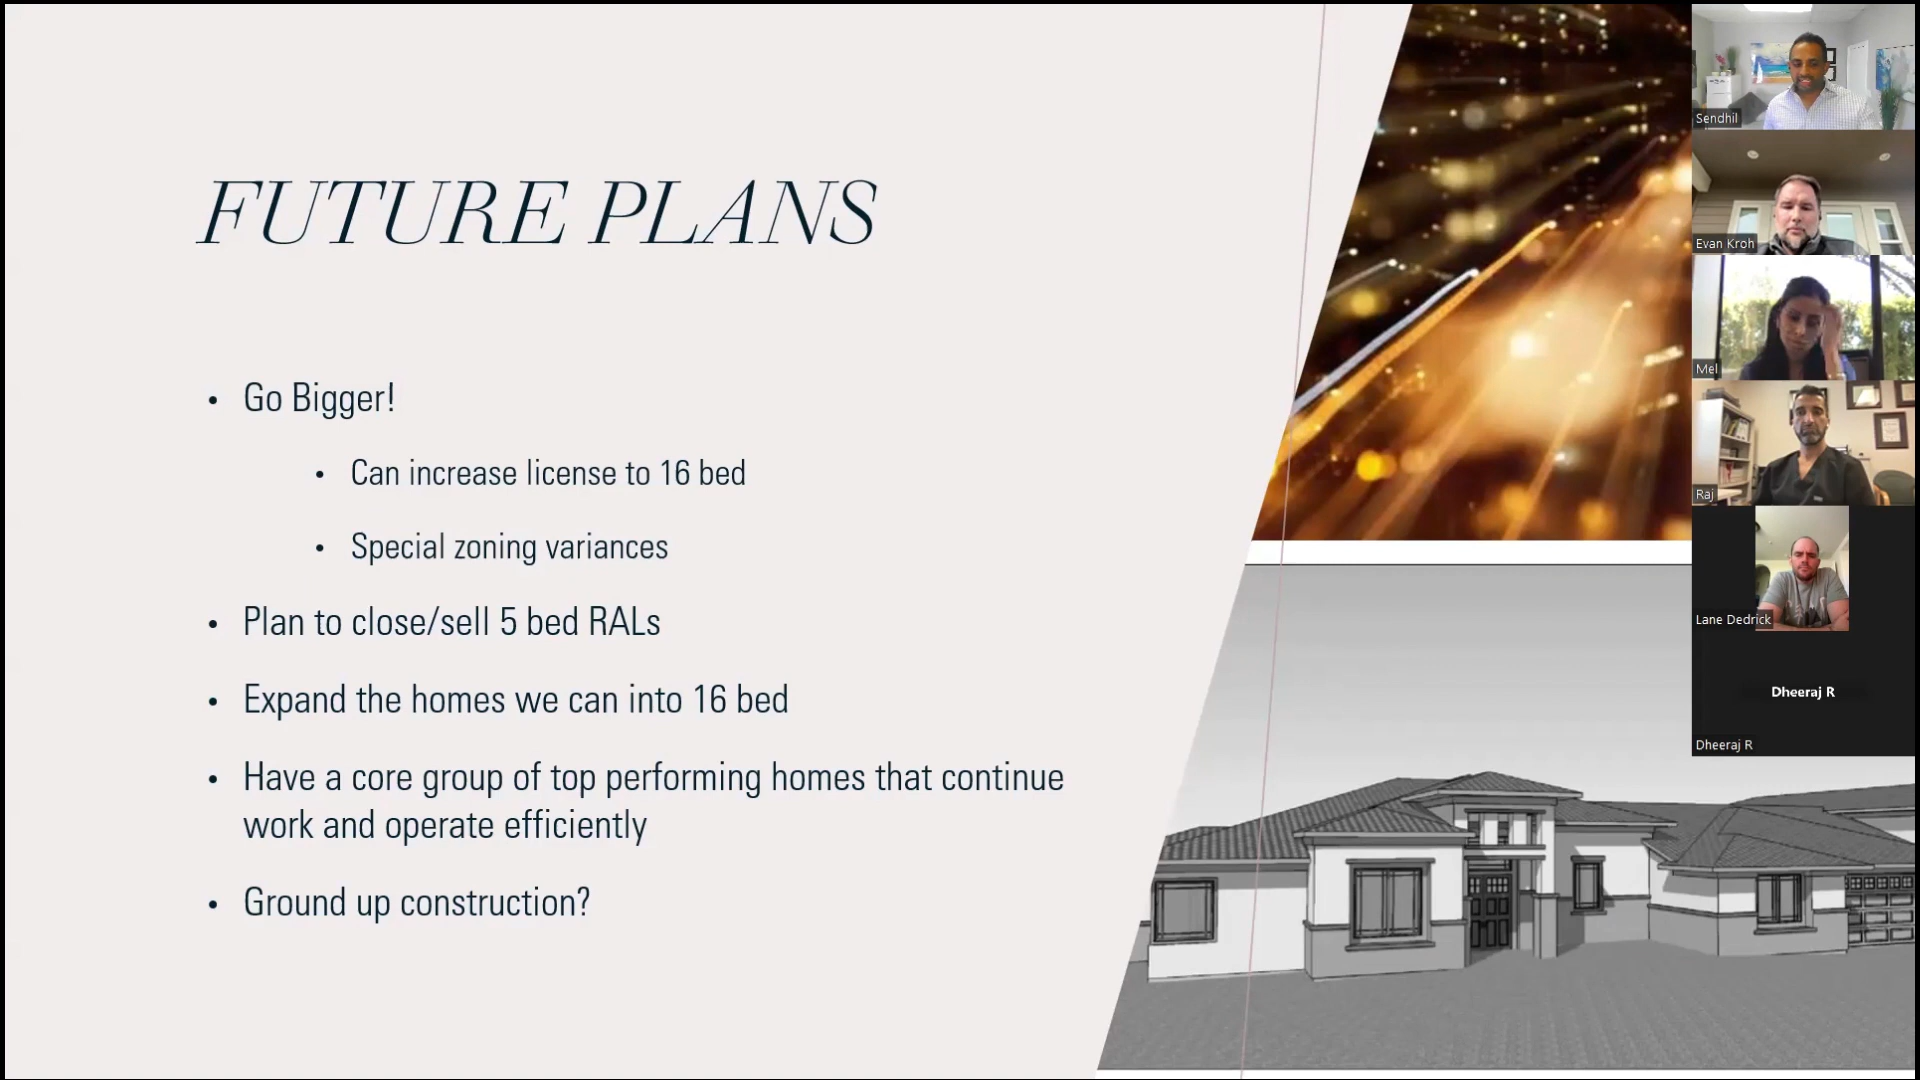 FUTURE PLANS
• Go Bigger!
• Can increase license to 16 bed
• Special zoning variances
• Plan to close/sell 5 bed RALs
• Expand the homes we can into 16 bed
• Have a core group of top performing homes that continue
work and operate efficiently
• Ground up construction?
Sendhil
Evan Kroh
Mel
Raj
Lane Dedrick
Dheeraj R
Dheeraj R